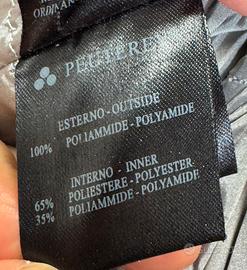 PEUTEREY
ESTERNO - OUTSIDE
100% POLIAMMIDE - POLYAMIDE
INTERNO - INNER
65% POLIESTERE - POLYESTER
35% POLIAMMIDE - POLYAMIDE